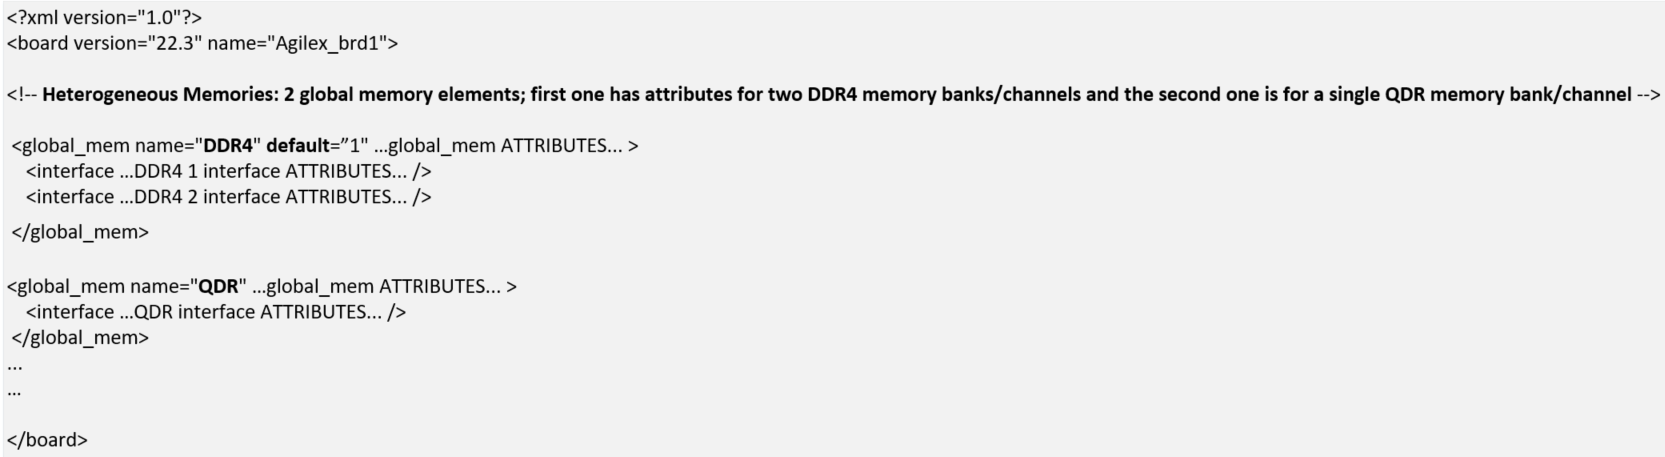 <?xml version="1.0"?>
<board version="22.3" name="Agilex_brd1">
<!-- Heterogeneous Memories: 2 global memory elements; first one has attributes for two DDR4 memory banks/channels and the second one is for a single QDR memory bank/channel -->
<global_mem name="DDR4" default=”1" ...global_mem ATTRIBUTES... >
<interface ...DDR4 1 interface ATTRIBUTES... />
<interface ...DDR4 2 interface ATTRIBUTES... />
</global_mem>
<global_mem name="QDR" ...global_mem ATTRIBUTES... >
<interface ...QDR interface ATTRIBUTES... />
</global_mem>
...
...
</board>